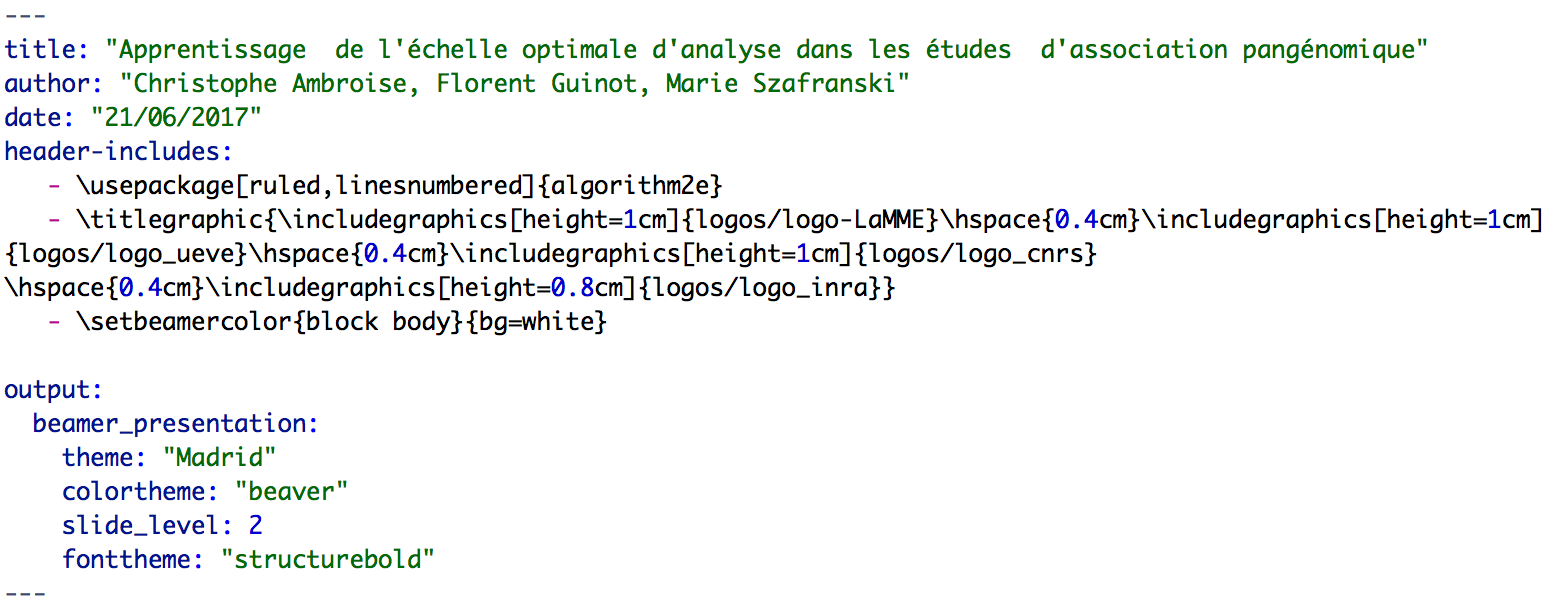 ---
title: "Apprentissage  de l'échelle optimale d'analyse dans les études  d'association pangénomique"
author: "Christophe Ambroise, Florent Guinot, Marie Szafranski"
date: "21/06/2017"
header-includes:
   - \usepackage[ruled,linesnumbered]{algorithm2e}
   - \titlegraphic{\includegraphics[height=1cm]{logos/logo-LaMME}\hspace{0.4cm}\includegraphics[height=1cm]
{logos/logo_ueve}\hspace{0.4cm}\includegraphics[height=1cm]{logos/logo_cnrs}
\hspace{0.4cm}\includegraphics[height=0.8cm]{logos/logo_inra}}
   - \setbeamercolor{block body}{bg=white}

output:
  beamer_presentation:
    theme: "Madrid"
    colortheme: "beaver"
    slide_level: 2
    fonttheme: "structurebold"
---